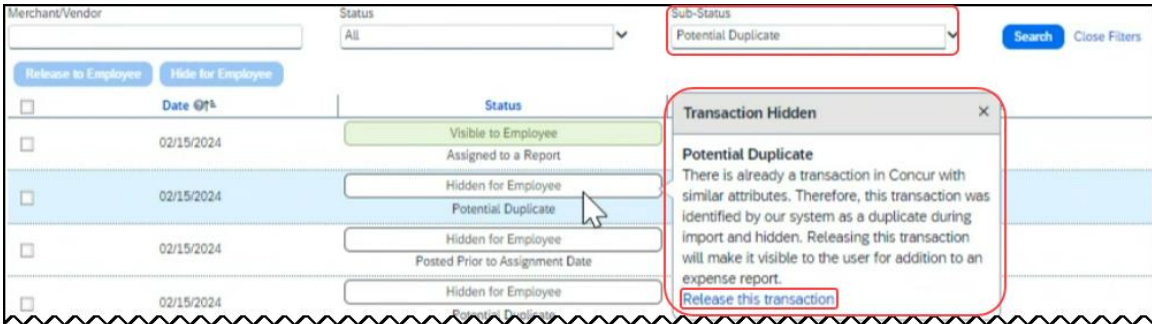 Merchant/Vendor Status Sub-Status
All Potential Duplicate Search Close Filters
Release to Employee Hide for Employee
Date Status
Visible to Employee
02/15/2024
Assigned to a Report
Hidden for Employee
02/15/2024
Potential Duplicate
Hidden for Employee
02/15/2024
Posted Prior to Assignment Date
Hidden for Employee
02/15/2024
Potential Duplicate
Transaction Hidden
Potential Duplicate
There is already a transaction in Concur with
similar attributes. Therefore, this transaction was
identified by our system as a duplicate during
import and hidden. Releasing this transaction
will make it visible to the user for addition to an
expense report.
Release this transaction